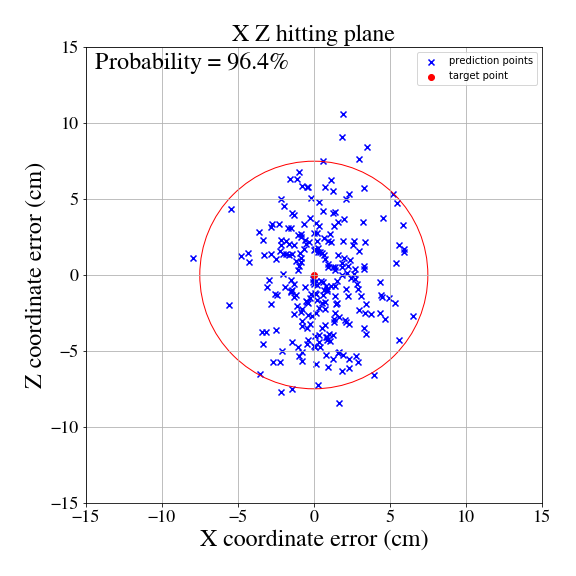 X Z hitting plane
Probability = 96.4%
prediction points
target point
15
10
5
0
−5
−10
−15
Z coordinate error (cm)
−15
−10
−5
0
5
10
15
X coordinate error (cm)